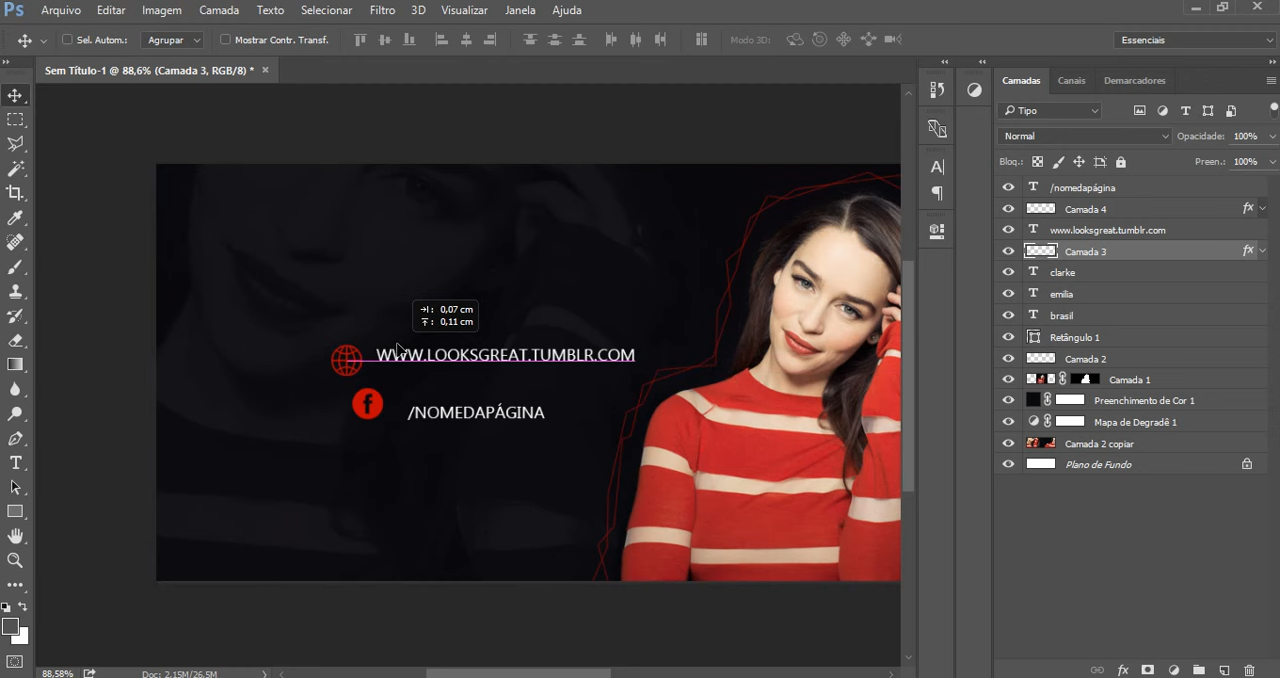 Ps Arquivo Editar Imagem Camada Texto Selecionar Filtro 3D Visualizar Janela Ajuda
Sel. Autom.: Agrupar Mostrar Contr. Transf. Modo 3D: Essenciais
Sem Título-1 @ 88,6% (Camada 3, RGB/8) * ×
Camadas Canais Demarcadores
Tipo
Normal Opacidade: 100%
Bloq.: Preen.: 100%
/nomedapágina
Camada 4 fx
www.looksgreat.tumblr.com
Camada 3 fx
clarke
emilia
brasil
Retângulo 1
Camada 2
Camada 1
Preenchimento de Cor 1
Mapa de Degradê 1
Camada 2 copiar
Plano de Fundo
0,07 cm
0,11 cm
WWW.LOOKSGREAT.TUMBLR.COM
f /NOMEDAPÁGINA
88,58% Doc: 2,15M/26,5M
fx